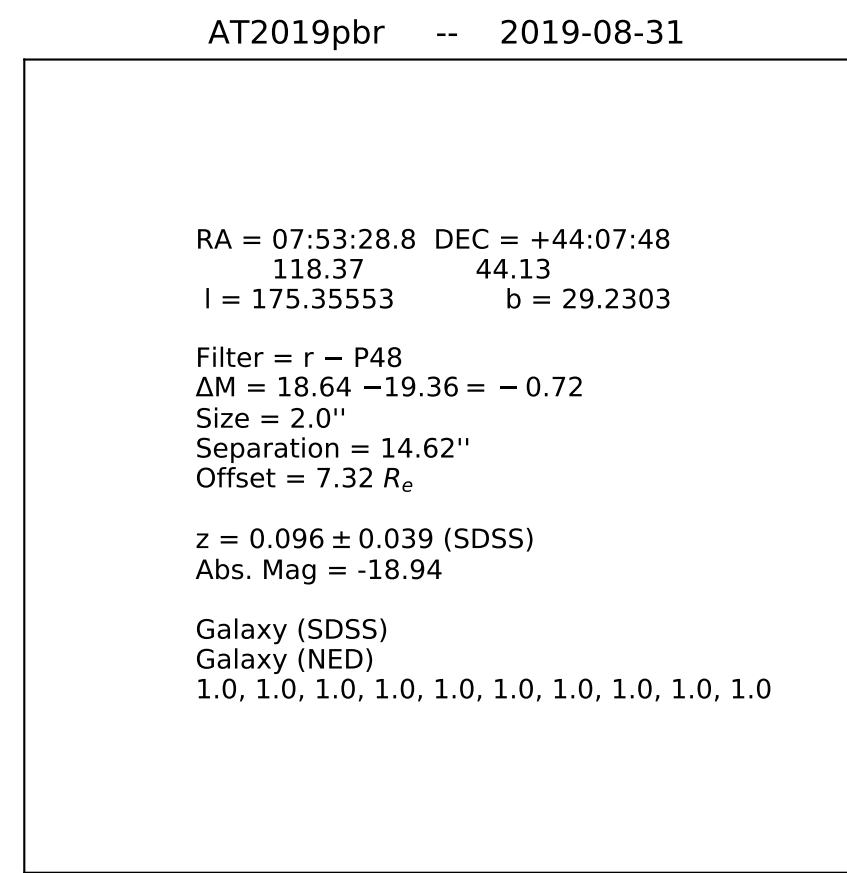 AT2019pbr -- 2019-08-31
RA = 07:53:28.8 DEC = +44:07:48
118.37 44.13
l = 175.35553 b = 29.2303
Filter = r − P48
ΔM = 18.64 −19.36 = − 0.72
Size = 2.0''
Separation = 14.62''
Offset = 7.32 Re
z = 0.096 ± 0.039 (SDSS)
Abs. Mag = -18.94
Galaxy (SDSS)
Galaxy (NED)
1.0, 1.0, 1.0, 1.0, 1.0, 1.0, 1.0, 1.0, 1.0, 1.0